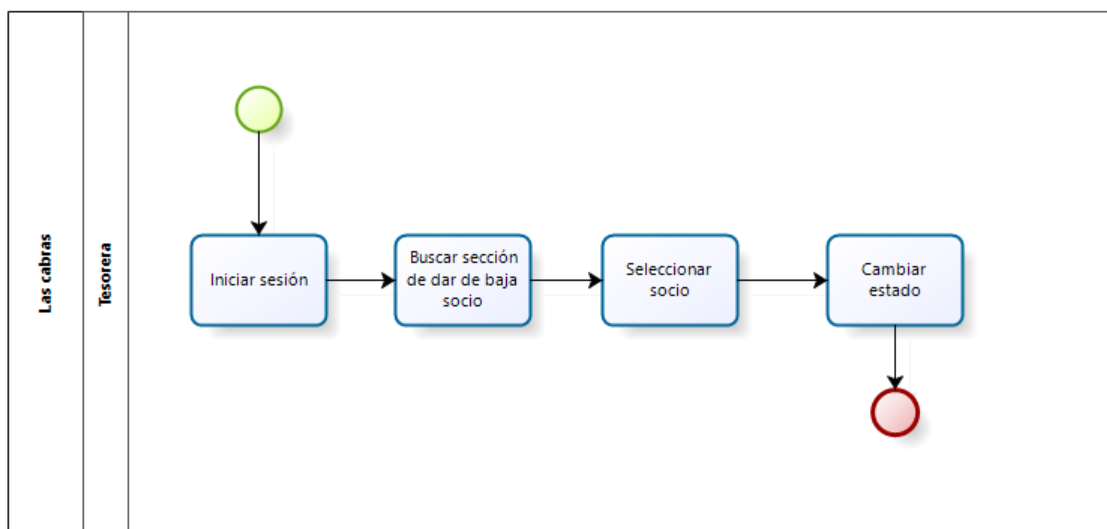 Las cabras
Tesorera
Iniciar sesión
Buscar sección
de dar de baja
socio
Seleccionar
socio
Cambiar
estado